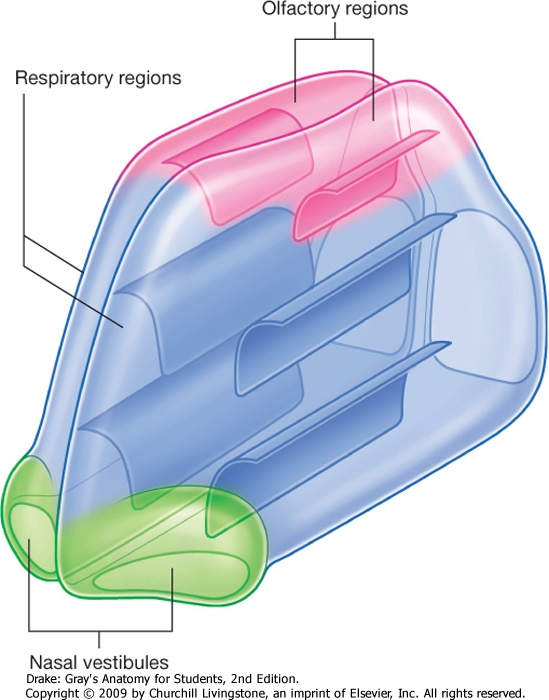 Olfactory regions
Respiratory regions
Nasal vestibules
Drake: Gray's Anatomy for Students, 2nd Edition.
Copyright © 2009 by Churchill Livingstone, an imprint of Elsevier, Inc. All rights reserved.